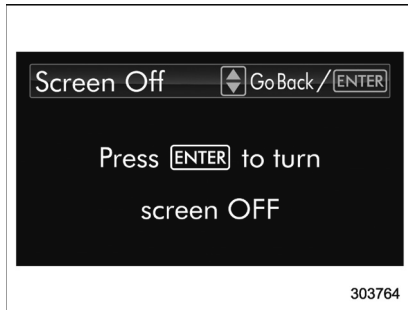 Screen Off Go Back / ENTER
Press ENTER to turn
screen OFF
303764